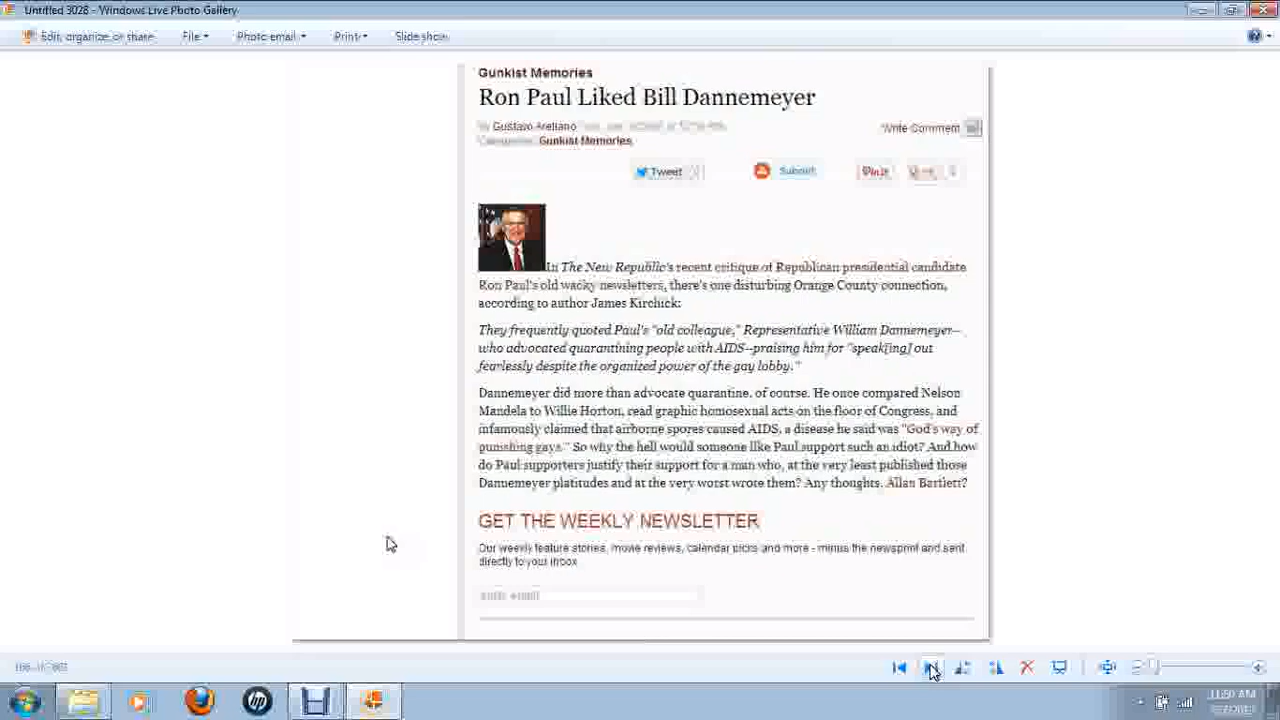 Untitled 3028 - Windows Live Photo Gallery
Edit, organize or share File Photo email Print Slide show
Gunkist Memories
Ron Paul Liked Bill Dannemeyer
By Gustavo Arellano
Write Comment
Categories: Gunkist Memories
Tweet Submit Pin It
In The New Republic's recent critique of Republican presidential candidate
Ron Paul's old wacky newsletters, there's one disturbing Orange County connection,
according to author James Kirchick:
They frequently quoted Paul's "old colleague," Representative William Dannemeyer--
who advocated quarantining people with AIDS--praising him for "speak[ing] out
fearlessly despite the organized power of the gay lobby."
Dannemeyer did more than advocate quarantine, of course. He once compared Nelson
Mandela to Willie Horton, read graphic homosexual acts on the floor of Congress, and
infamously claimed that airborne spores caused AIDS, a disease he said was "God's way of
punishing gays." So why the hell would someone like Paul support such an idiot? And how
do Paul supporters justify their support for a man who, at the very least published those
Dannemeyer platitudes and at the very worst wrote them? Any thoughts, Allan Bartlett?
GET THE WEEKLY NEWSLETTER
Our weekly feature stories, movie reviews, calendar picks and more - minus the newsprint and sent
directly to your inbox
enter email
hp
11:50 AM